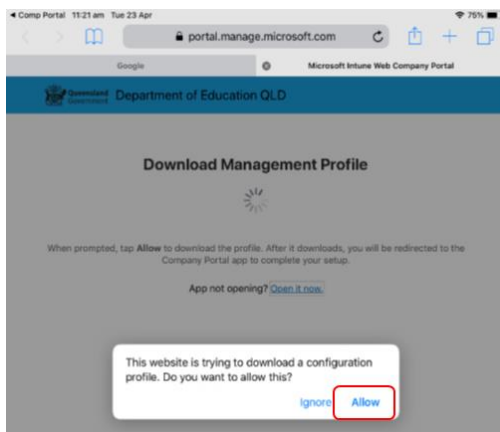 Comp Portal 11:21 am Tue 23 Apr 75%
portal.manage.microsoft.com
Google Microsoft Intune Web Company Portal
Queensland Government Department of Education QLD
Download Management Profile
When prompted, tap Allow to download the profile. After it downloads, you will be redirected to the
Company Portal app to complete your setup.
App not opening? Open it now.
This website is trying to download a configuration
profile. Do you want to allow this?
Ignore Allow